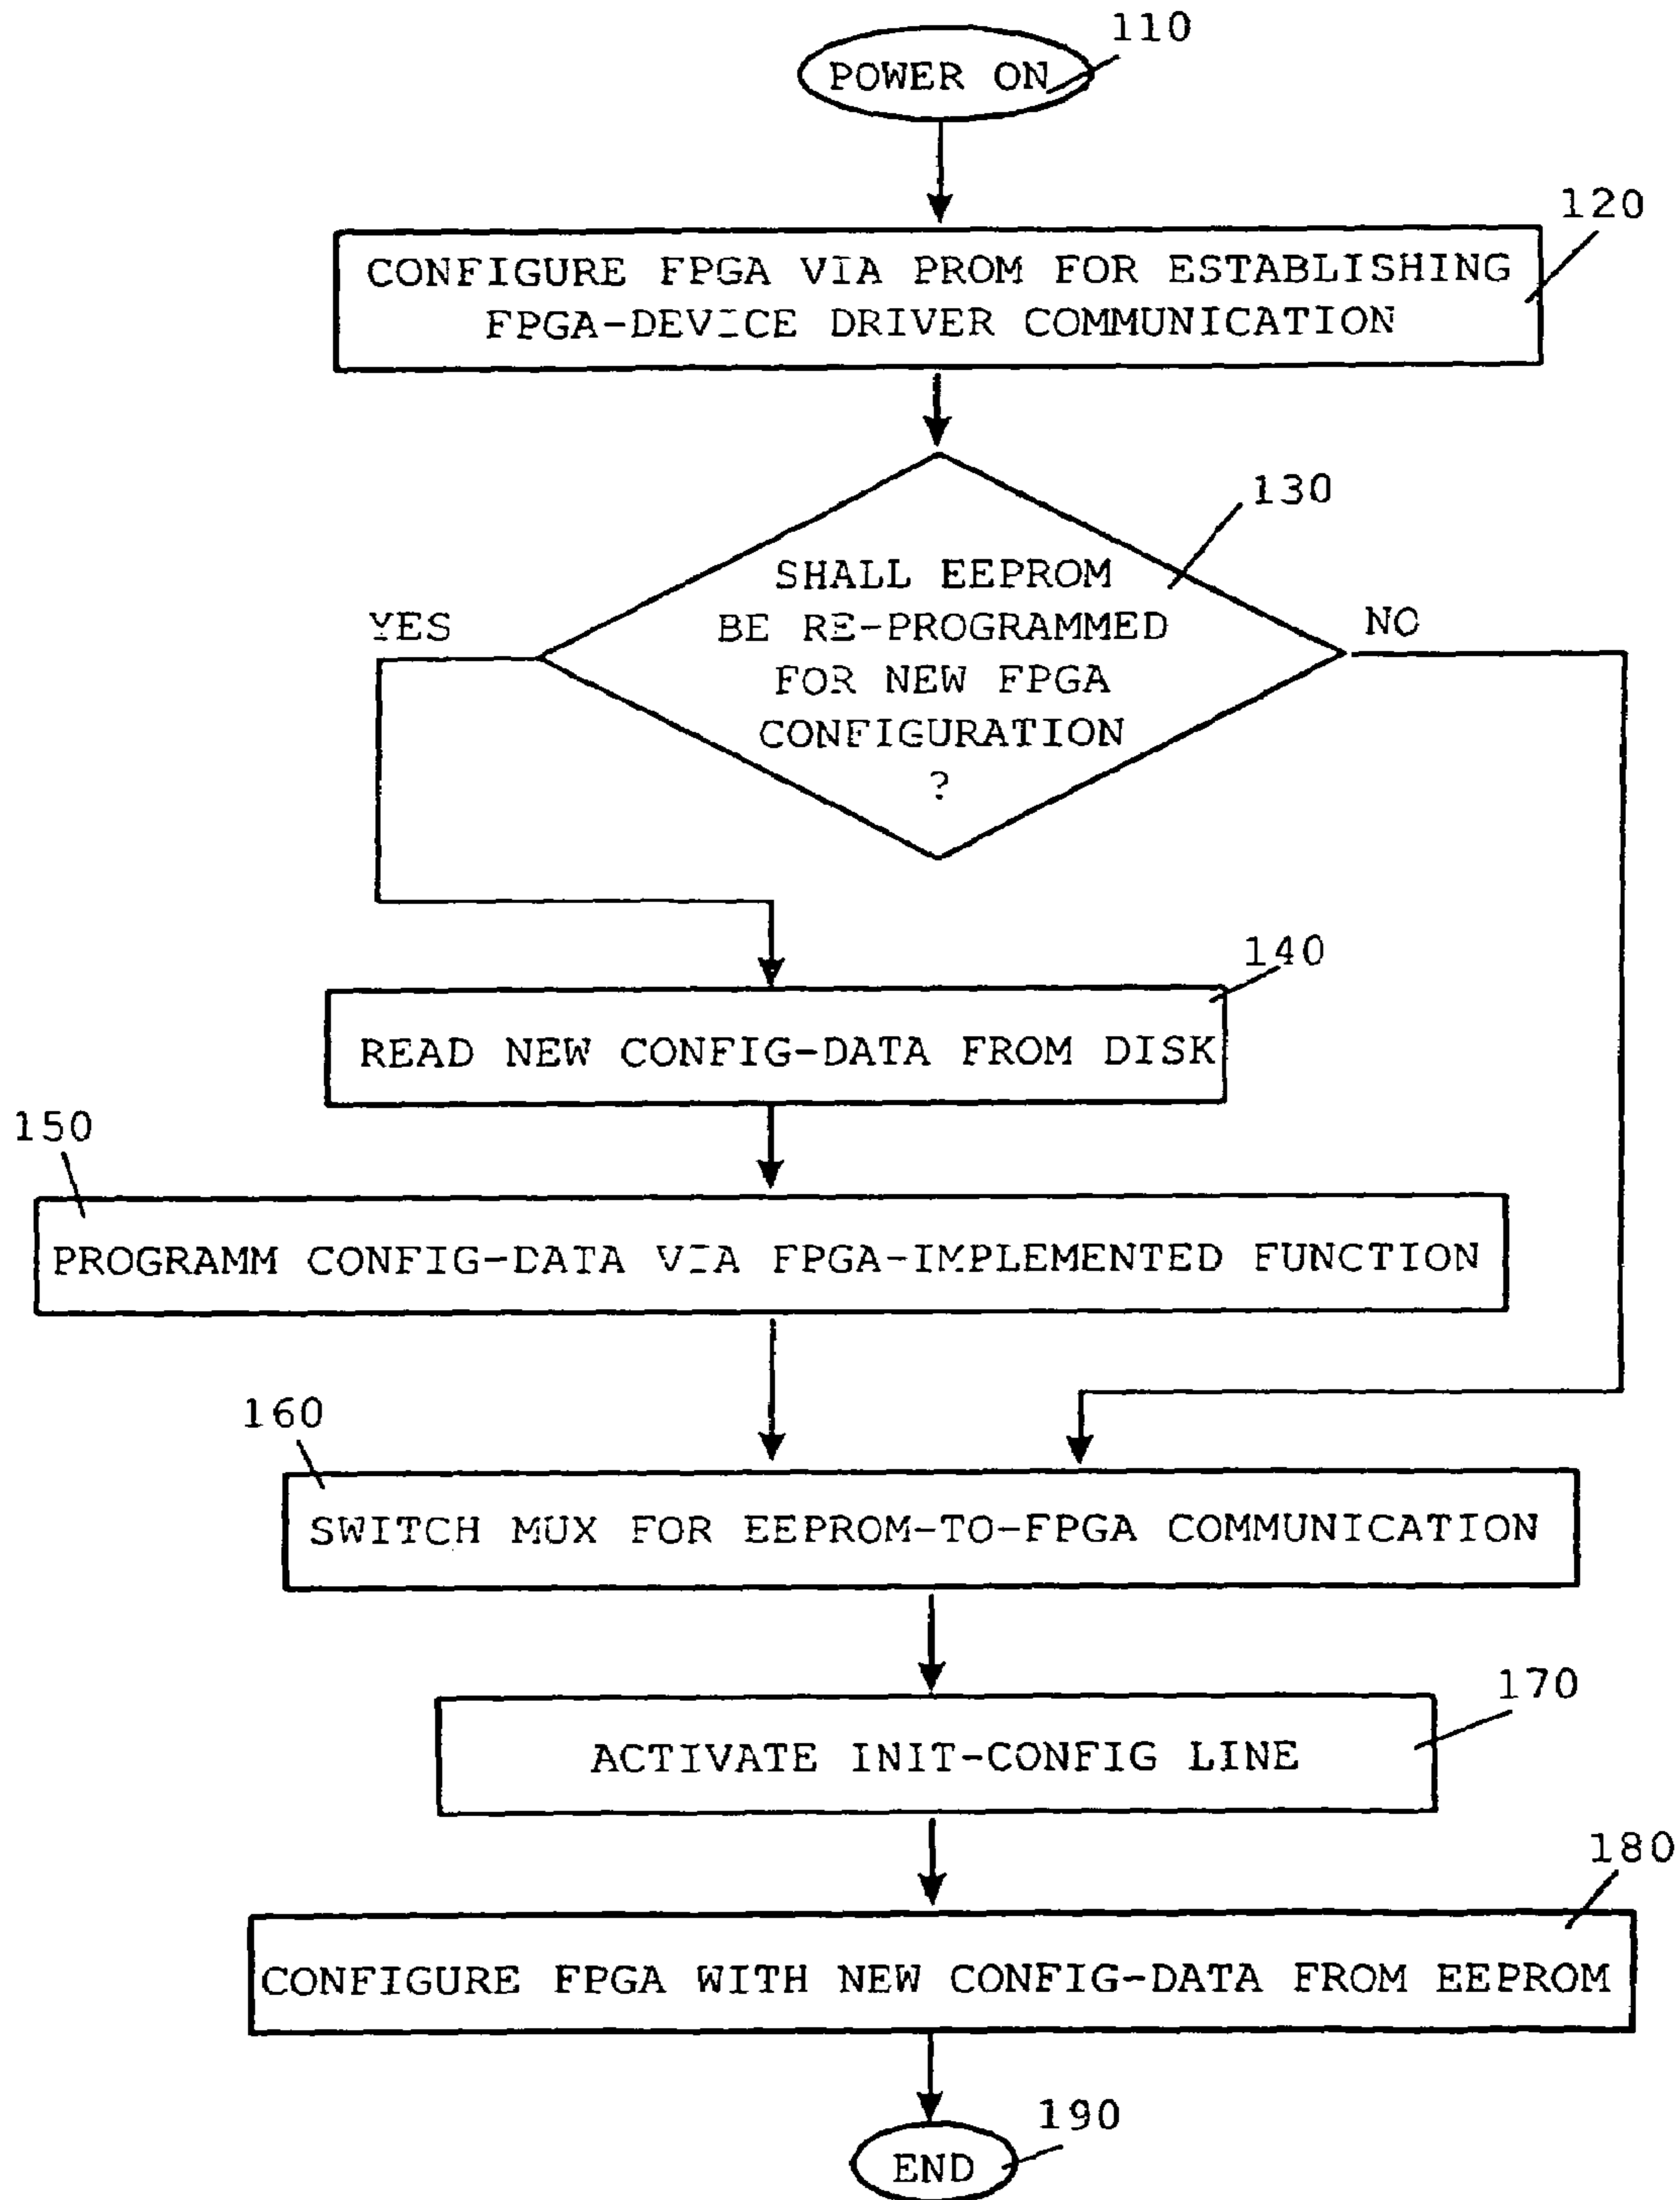 110
POWER ON
120
CONFIGURE FPGA VIA PROM FOR ESTABLISHING
FPGA-DEVICE DRIVER COMMUNICATION
130
SHALL EEPROM
BE RE-PROGRAMMED
FOR NEW FPGA
CONFIGURATION
?
YES
NO
140
READ NEW CONFIG-DATA FROM DISK
150
PROGRAMM CONFIG-DATA VIA FPGA-IMPLEMENTED FUNCTION
160
SWITCH MUX FOR EEPROM-TO-FPGA COMMUNICATION
170
ACTIVATE INIT-CONFIG LINE
180
CONFIGURE FPGA WITH NEW CONFIG-DATA FROM EEPROM
190
END